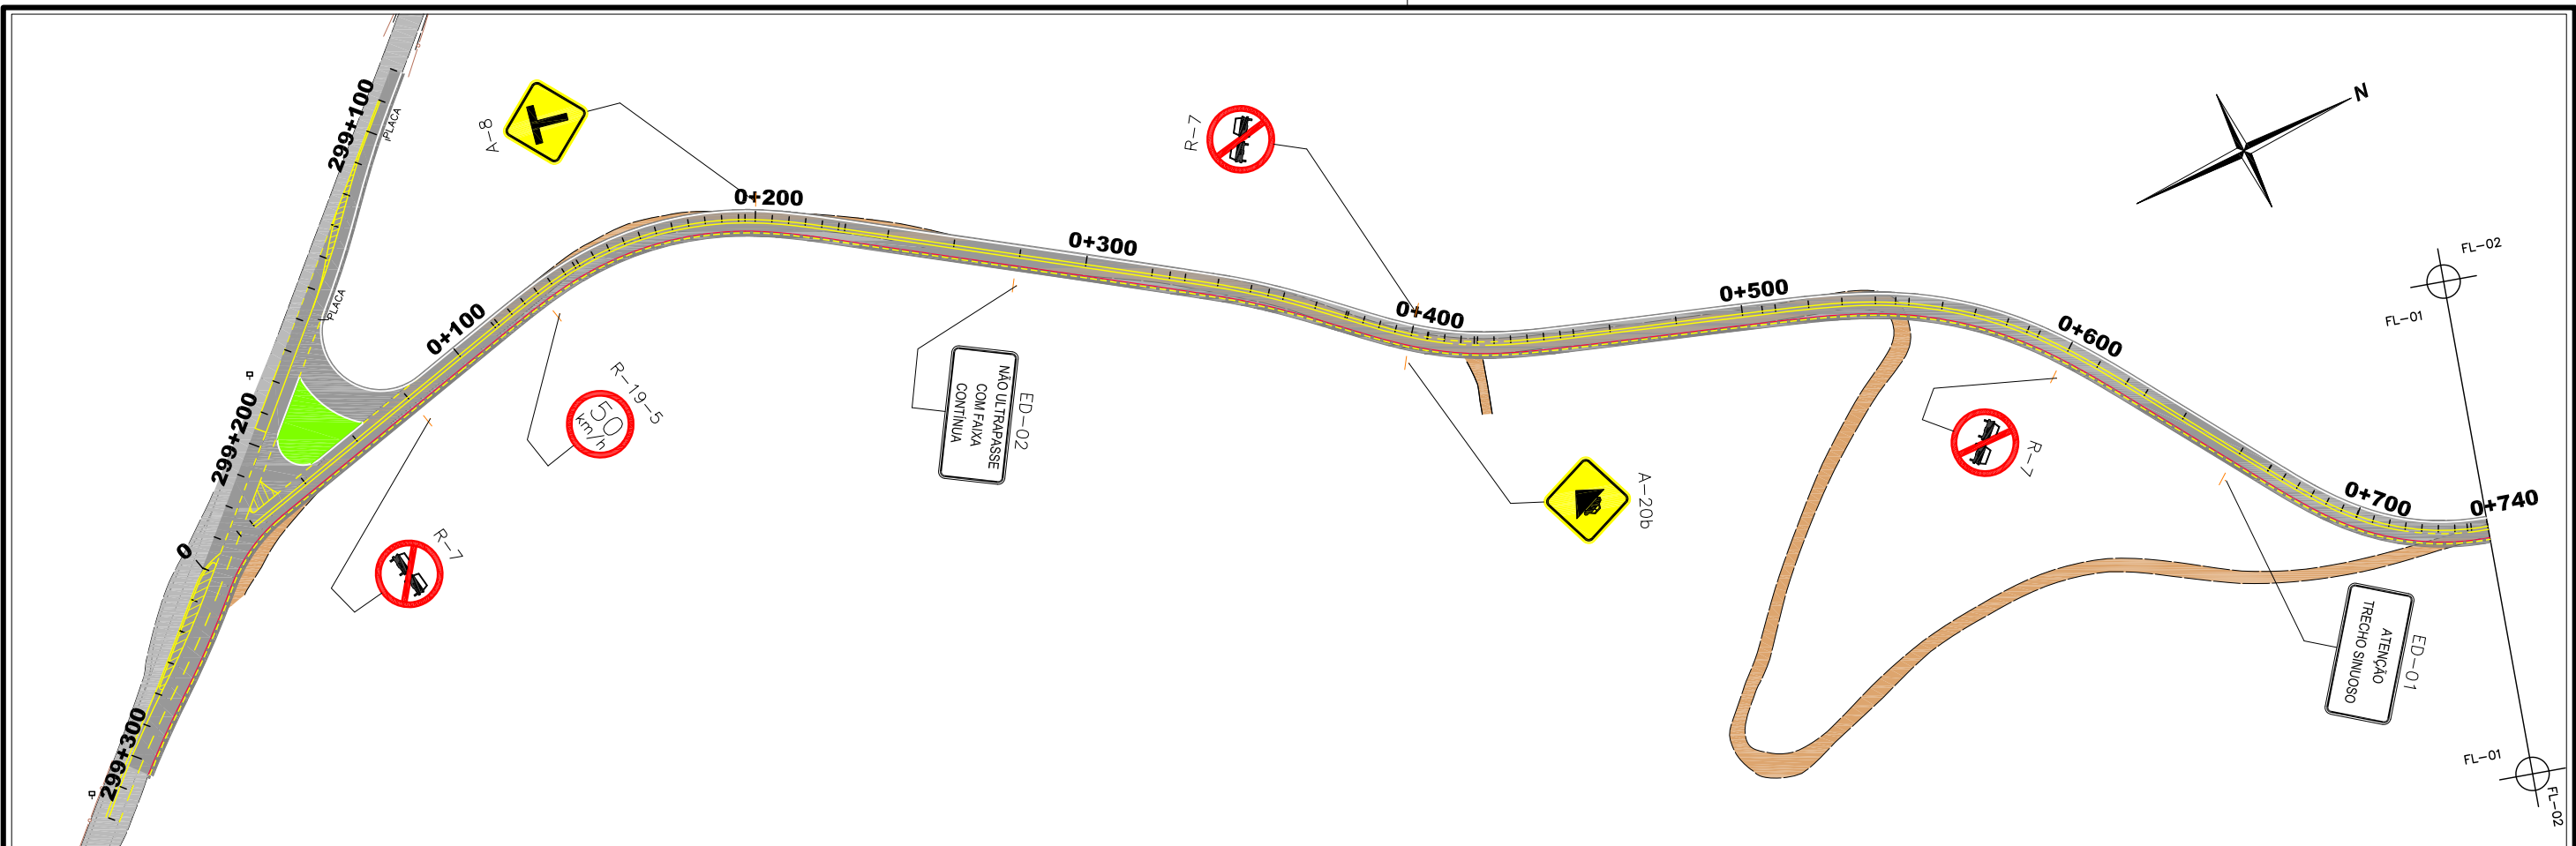 299+100
PLACA
PLACA
299+200
0
299+300
A-8
0+100
0+200
0+300
0+400
0+500
0+600
0+700
0+740
R-7
R-19-5
50
km/h
R-7
ED-02
NÃO ULTRAPASSE
COM FAIXA
CONTÍNUA
R-7
A-20b
ED-01
ATENÇÃO
TRECHO SINUOSO
N
FL-02
FL-01
FL-01
FL-02